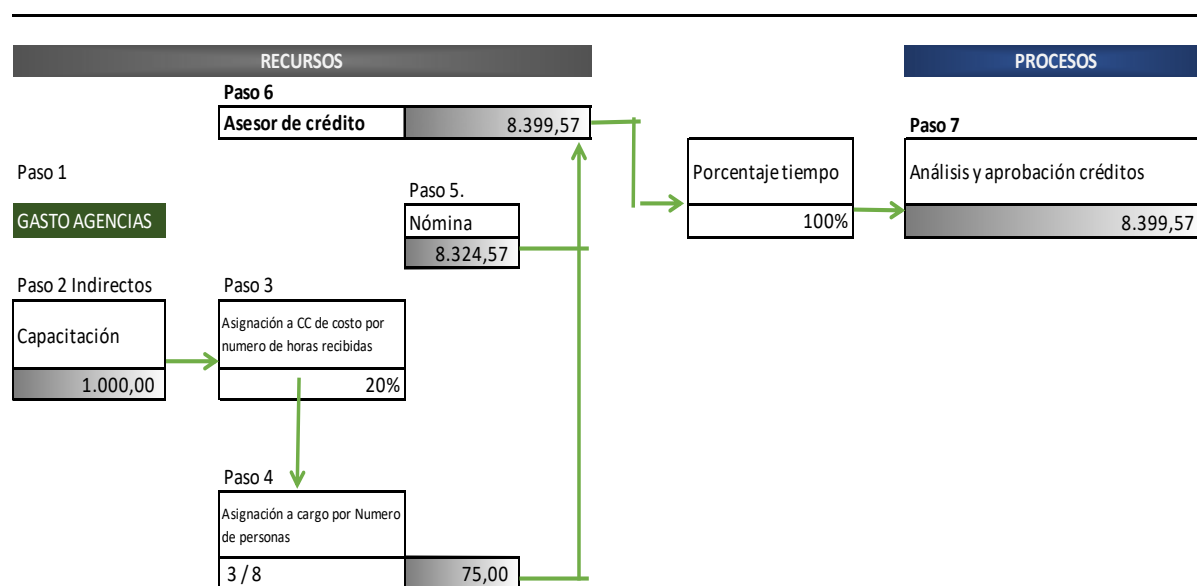 RECURSOS
PROCESOS
Paso 6
Asesor de crédito 8.399,57
Paso 7
Paso 1
Porcentaje tiempo
Análisis y aprobación créditos
Paso 5.
GASTO AGENCIAS
Nómina
100%
8.399,57
8.324,57
Paso 2 Indirectos
Paso 3
Capacitación
Asignación a CC de costo por
numero de horas recibidas
1.000,00
20%
Paso 4
Asignación a cargo por Numero
de personas
3 / 8
75,00